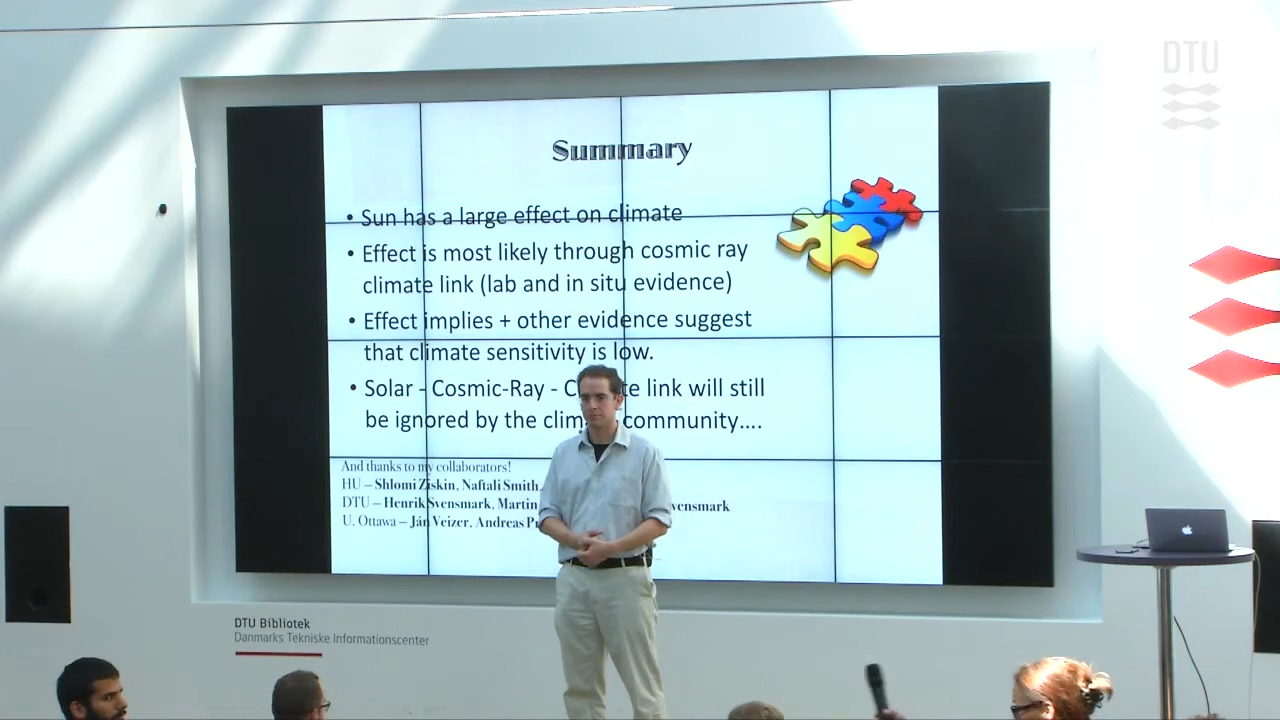 DTU
Summary
• Sun has a large effect on climate
• Effect is most likely through cosmic ray
climate link (lab and in situ evidence)
• Effect implies + other evidence suggest
that climate sensitivity is low.
• Solar - Cosmic-Ray - link will still
be ignored by the community....
And thanks to my collaborators!
HU – Shlomi Ziskin, Naftali Smith
DTU – Henrik Svensmark, Martin
U. Ottawa – Ján Veizer, Andreas
DTU Bibliotek
Danmarks Tekniske Informationscenter